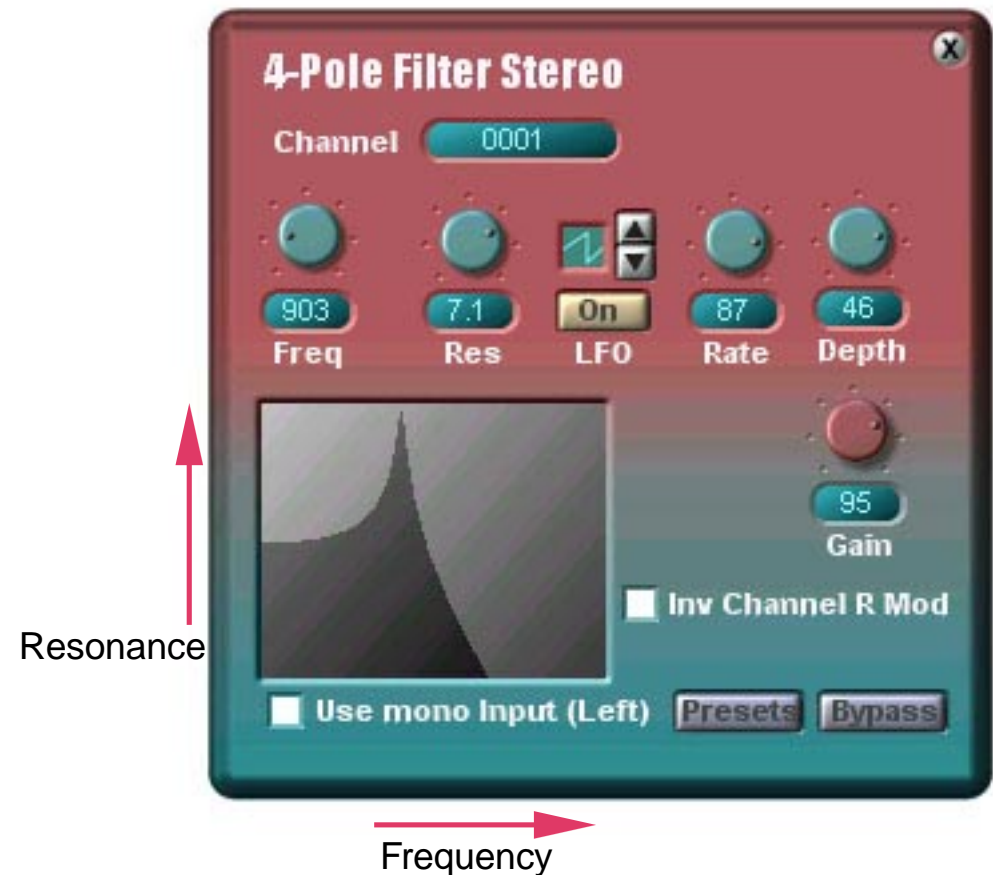 X
4-Pole Filter Stereo
Channel 0001
903 7.1 On 87 46
Freq Res LFO Rate Depth
95
Gain
Inv Channel R Mod
Resonance
Use mono Input (Left) Presets Bypass
Frequency